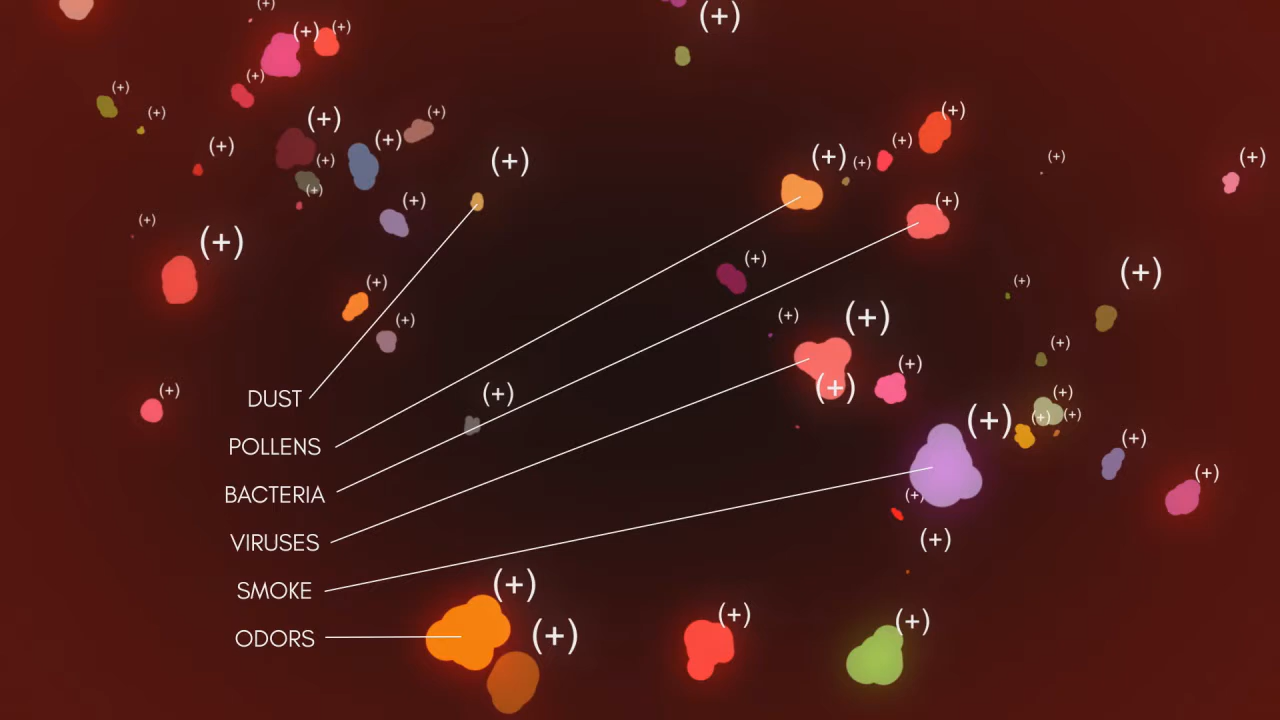 DUST
POLLENS
BACTERIA
VIRUSES
SMOKE
ODORS